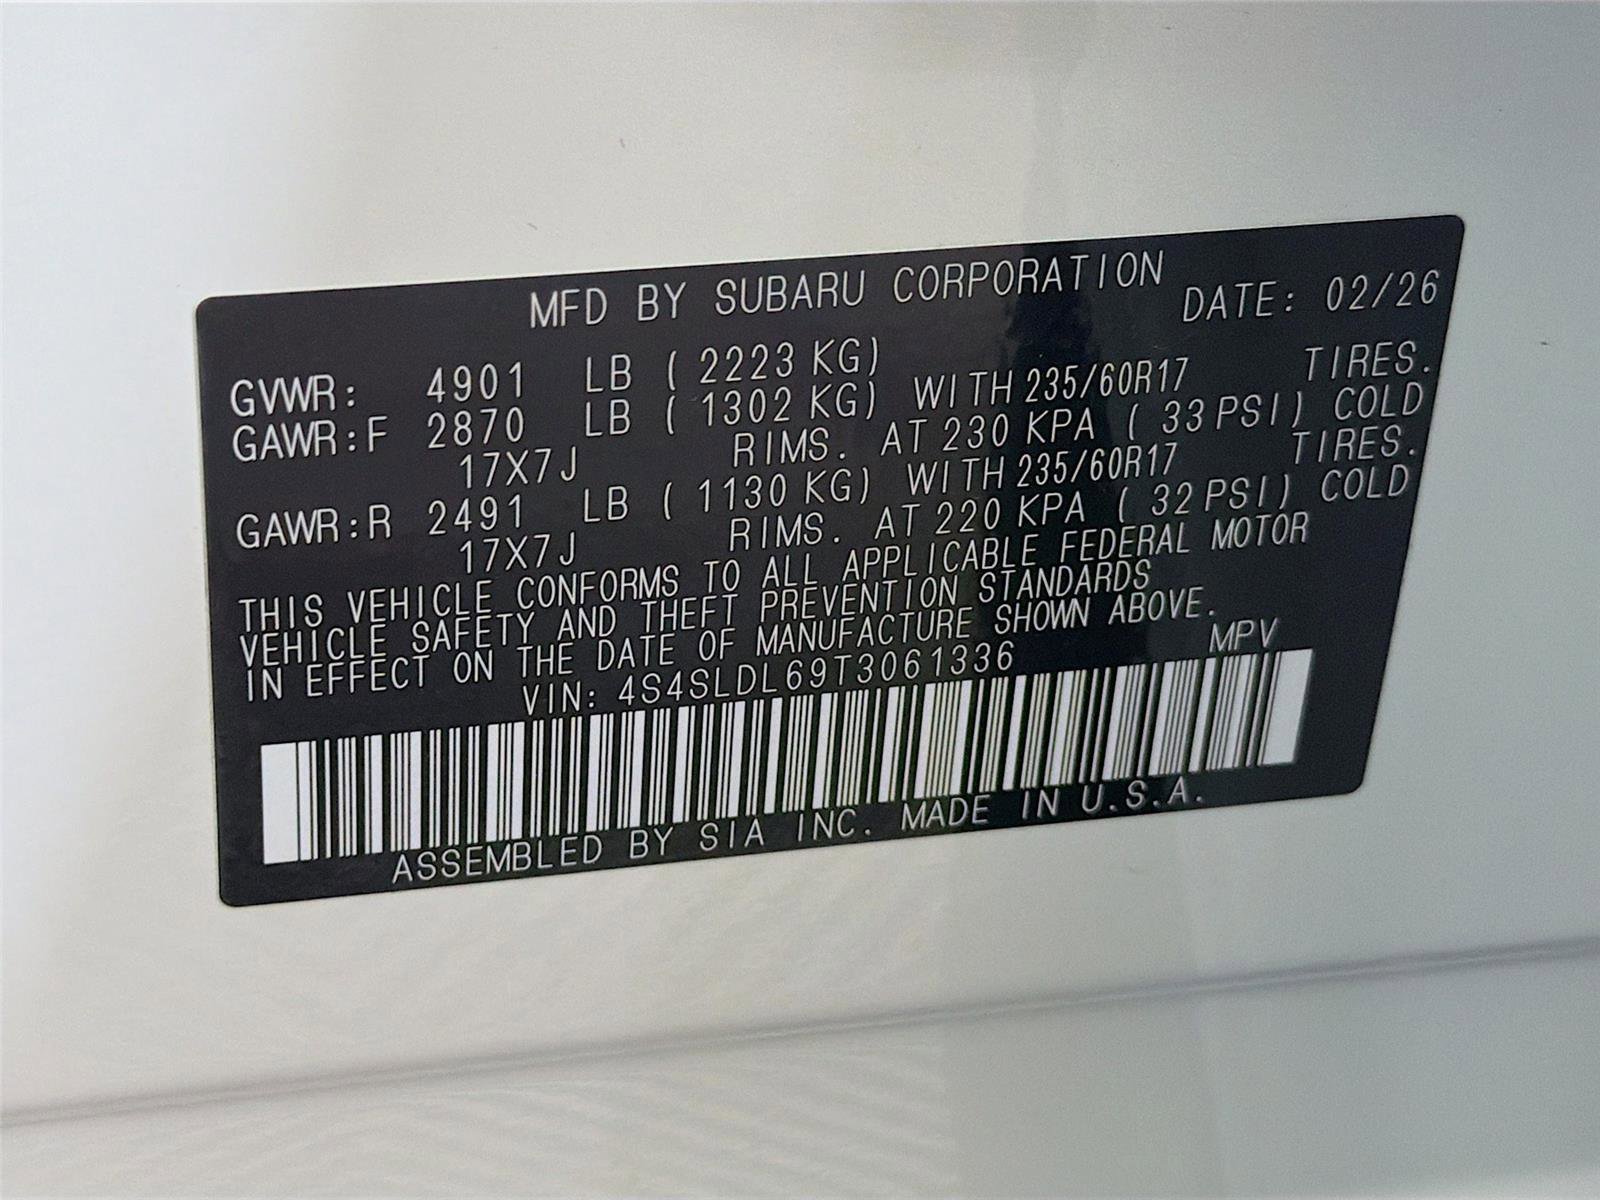 MFD BY SUBARU CORPORATION DATE: 02/26
GVWR: 4901 LB ( 2223 KG)
GAWR:F 2870 LB ( 1302 KG) WITH 235/60R17 TIRES.
17X7J RIMS. AT 230 KPA ( 33 PSI) COLD
GAWR:R 2491 LB ( 1130 KG) WITH 235/60R17 TIRES.
17X7J RIMS. AT 220 KPA ( 32 PSI) COLD
THIS VEHICLE CONFORMS TO ALL APPLICABLE FEDERAL MOTOR
VEHICLE SAFETY AND THEFT PREVENTION STANDARDS
IN EFFECT ON THE DATE OF MANUFACTURE SHOWN ABOVE.
VIN: 4S4SLDL69T3061336 MPV
ASSEMBLED BY SIA INC. MADE IN U.S.A.